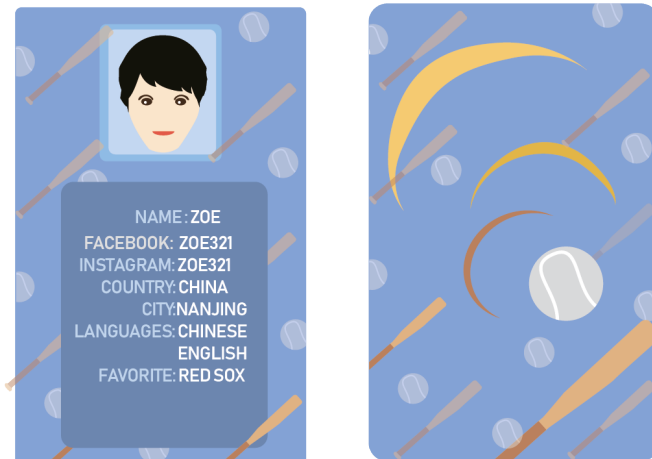 NAME: ZOE
FACEBOOK: ZOE321
INSTAGRAM: ZOE321
COUNTRY: CHINA
CITY: NANJING
LANGUAGES: CHINESE
ENGLISH
FAVORITE: RED SOX